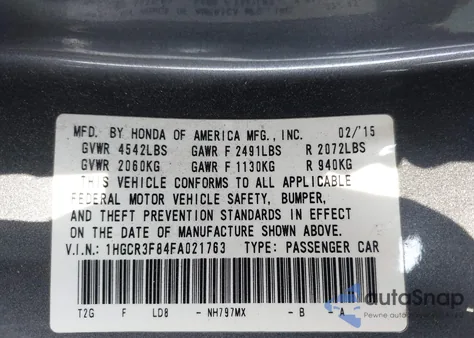 MFD. BY HONDA OF AMERICA MFG., INC. 02/'15
GVWR 4542LBS GAWR F 2491LBS R 2072LBS
GVWR 2060KG GAWR F 1130KG R 940KG
THIS VEHICLE CONFORMS TO ALL APPLICABLE
FEDERAL MOTOR VEHICLE SAFETY, BUMPER,
AND THEFT PREVENTION STANDARDS IN EFFECT
ON THE DATE OF MANUFACTURE SHOWN ABOVE.
V.I.N.: 1HGCR3F84FA021763 TYPE: PASSENGER CAR
T2G F LD8 - NH797MX - B - A
autoSnap
Pewne auto